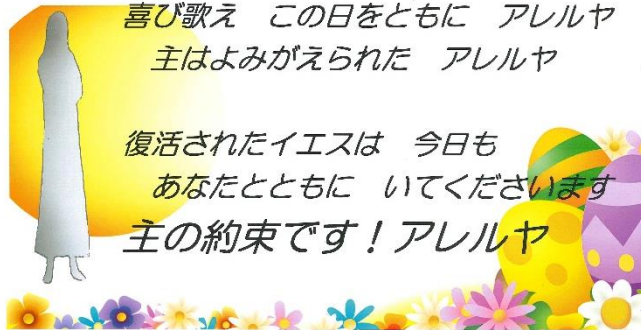 喜び歌え　この日をともに　アレルヤ
主はよみがえられた　アレルヤ
復活されたイエスは　今日も
あなたとともに　いてくださいます
主の約束です！アレルヤ